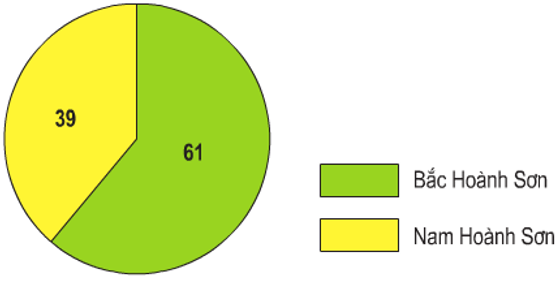 39
61
Bắc Hoành Sơn
Nam Hoành Sơn